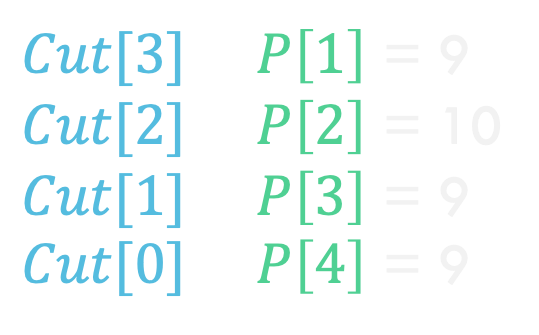 Cut[3] P[1] = 9
Cut[2] P[2] = 10
Cut[1] P[3] = 9
Cut[0] P[4] = 9